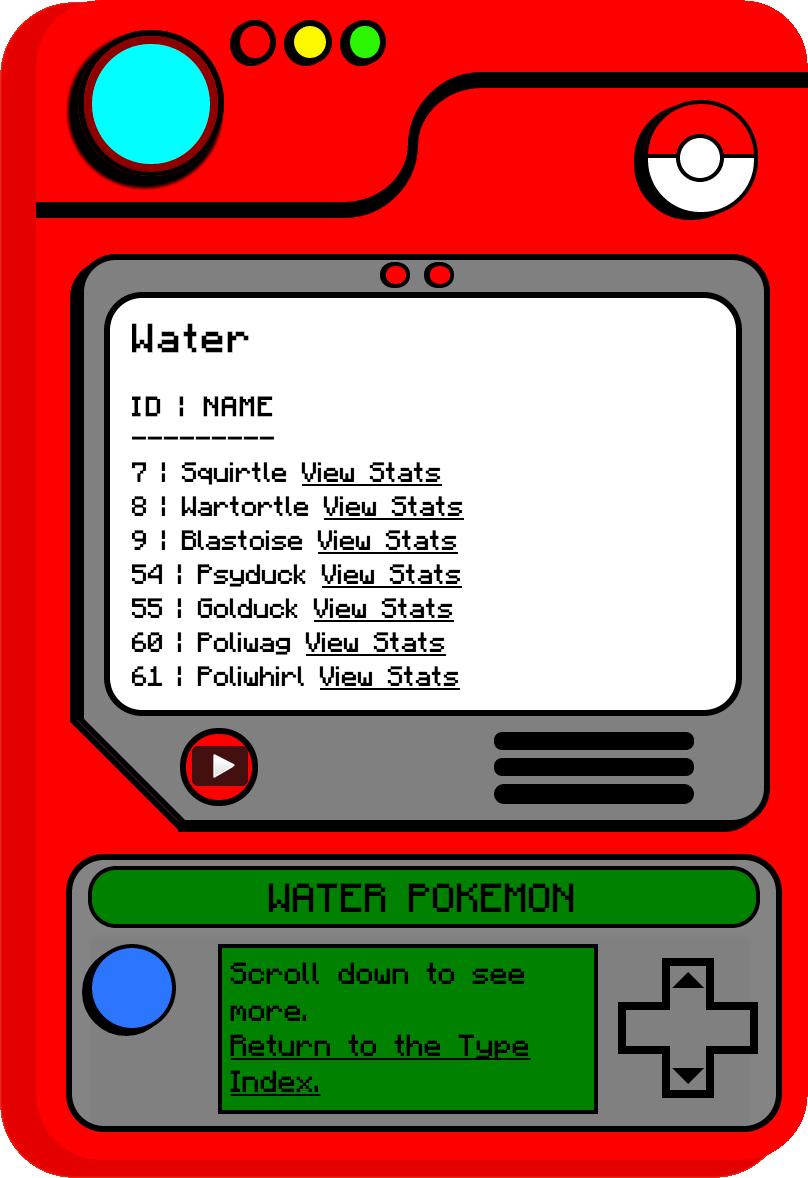 Water
ID | NAME
---------
7 | Squirtle View Stats
8 | Wartortle View Stats
9 | Blastoise View Stats
54 | Psyduck View Stats
55 | Golduck View Stats
60 | Poliwag View Stats
61 | Poliwhirl View Stats
WATER POKEMON
Scroll down to see
more.
Return to the Type
Index.